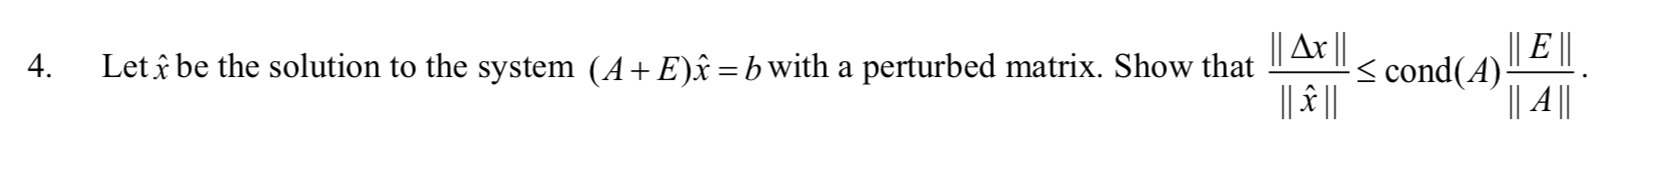 4. Let x̂ be the solution to the system (A + E)x̂ = b with a perturbed matrix. Show that ‖Δx‖/‖x̂‖ ≤ cond(A) ‖E‖/‖A‖.